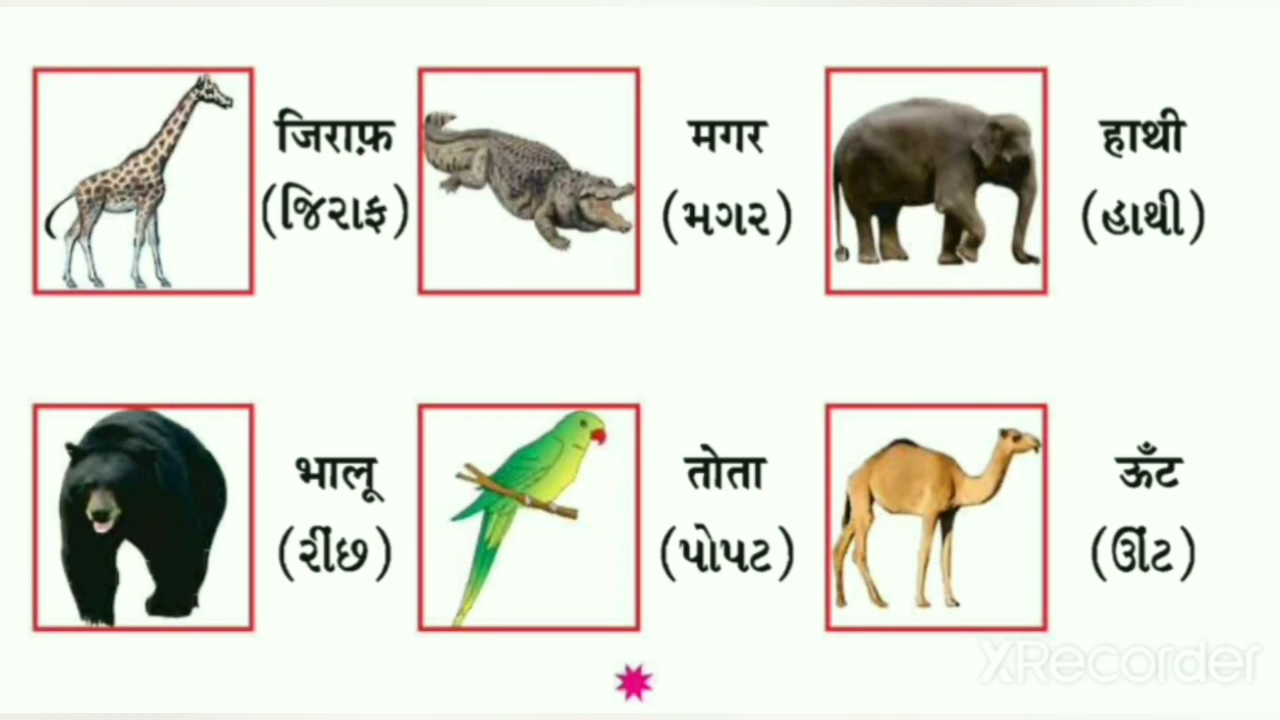 जिराफ़
(જિરાફ)
मगर
(મગર)
हाथी
(હાથી)
भालू
(રીંછ)
तोता
(પોપટ)
ऊँट
(ઊંટ)
XRecorder